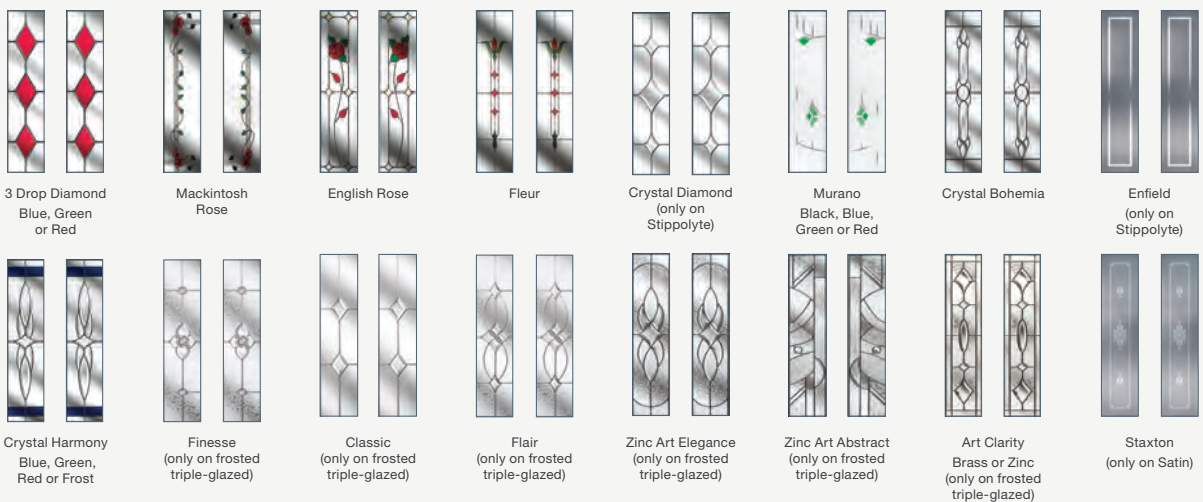 3 Drop Diamond
Blue, Green
or Red
Mackintosh
Rose
English Rose
Fleur
Crystal Diamond
(only on
Stippolyte)
Murano
Black, Blue,
Green or Red
Crystal Bohemia
Enfield
(only on
Stippolyte)
Crystal Harmony
Blue, Green,
Red or Frost
Finesse
(only on frosted
triple-glazed)
Classic
(only on frosted
triple-glazed)
Flair
(only on frosted
triple-glazed)
Zinc Art Elegance
(only on frosted
triple-glazed)
Zinc Art Abstract
(only on frosted
triple-glazed)
Art Clarity
Brass or Zinc
(only on frosted
triple-glazed)
Staxton
(only on Satin)